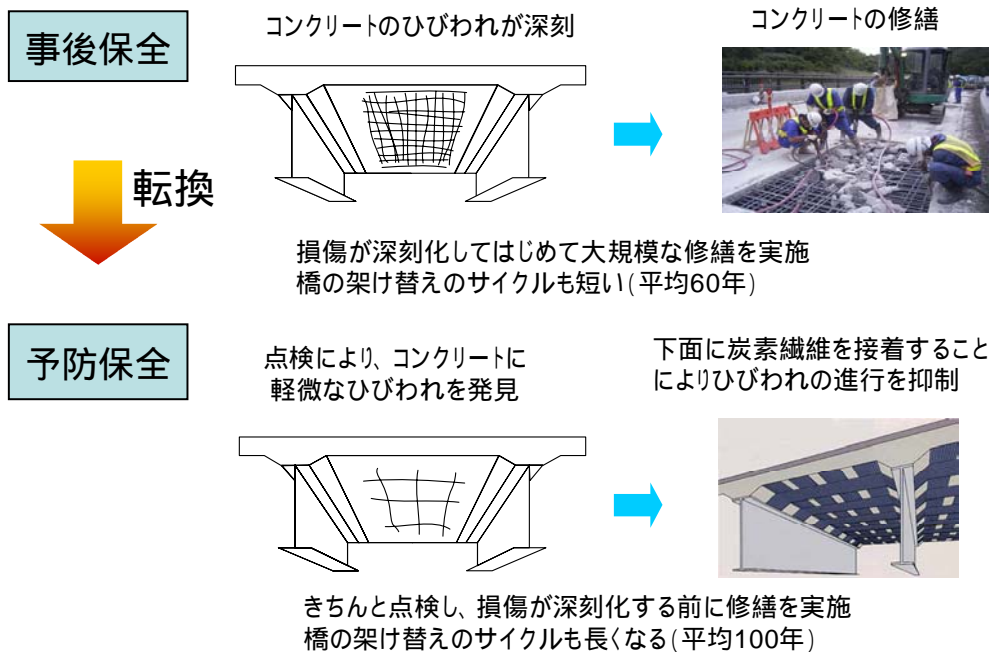 事後保全
コンクリートのひびわれが深刻
コンクリートの修繕
転換
損傷が深刻化してはじめて大規模な修繕を実施
橋の架け替えのサイクルも短い(平均60年)
予防保全
点検により、コンクリートに
軽微なひびわれを発見
下面に炭素繊維を接着すること
によりひびわれの進行を抑制
きちんと点検し、損傷が深刻化する前に修繕を実施
橋の架け替えのサイクルも長くなる(平均100年)